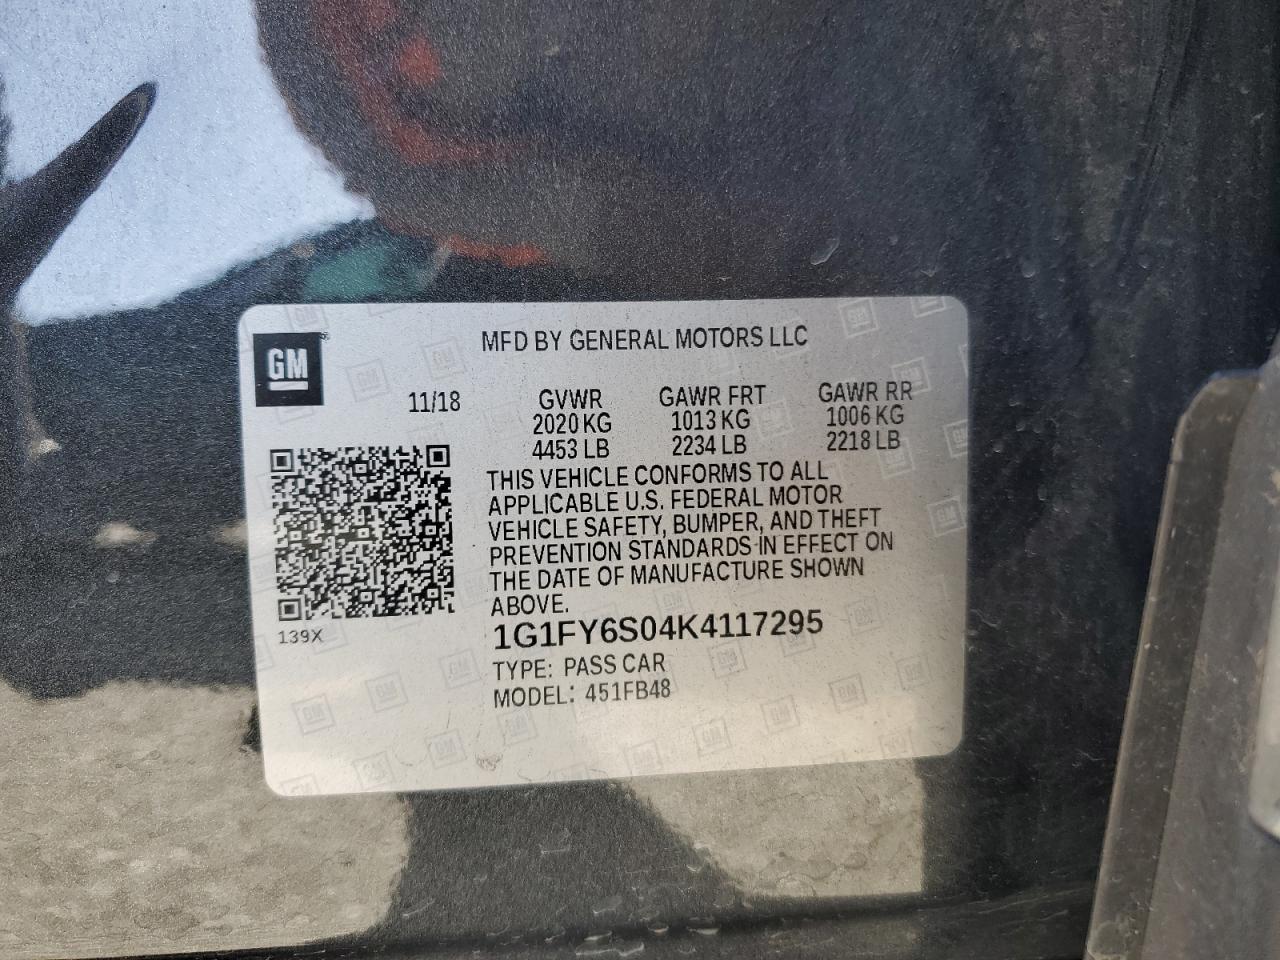 GM
MFD BY GENERAL MOTORS LLC
11/18 GVWR GAWR FRT GAWR RR
2020 KG 1013 KG 1006 KG
4453 LB 2234 LB 2218 LB
THIS VEHICLE CONFORMS TO ALL
APPLICABLE U.S. FEDERAL MOTOR
VEHICLE SAFETY, BUMPER, AND THEFT
PREVENTION STANDARDS IN EFFECT ON
THE DATE OF MANUFACTURE SHOWN
ABOVE.
139X
1G1FY6S04K4117295
TYPE: PASS CAR
MODEL: 451FB48